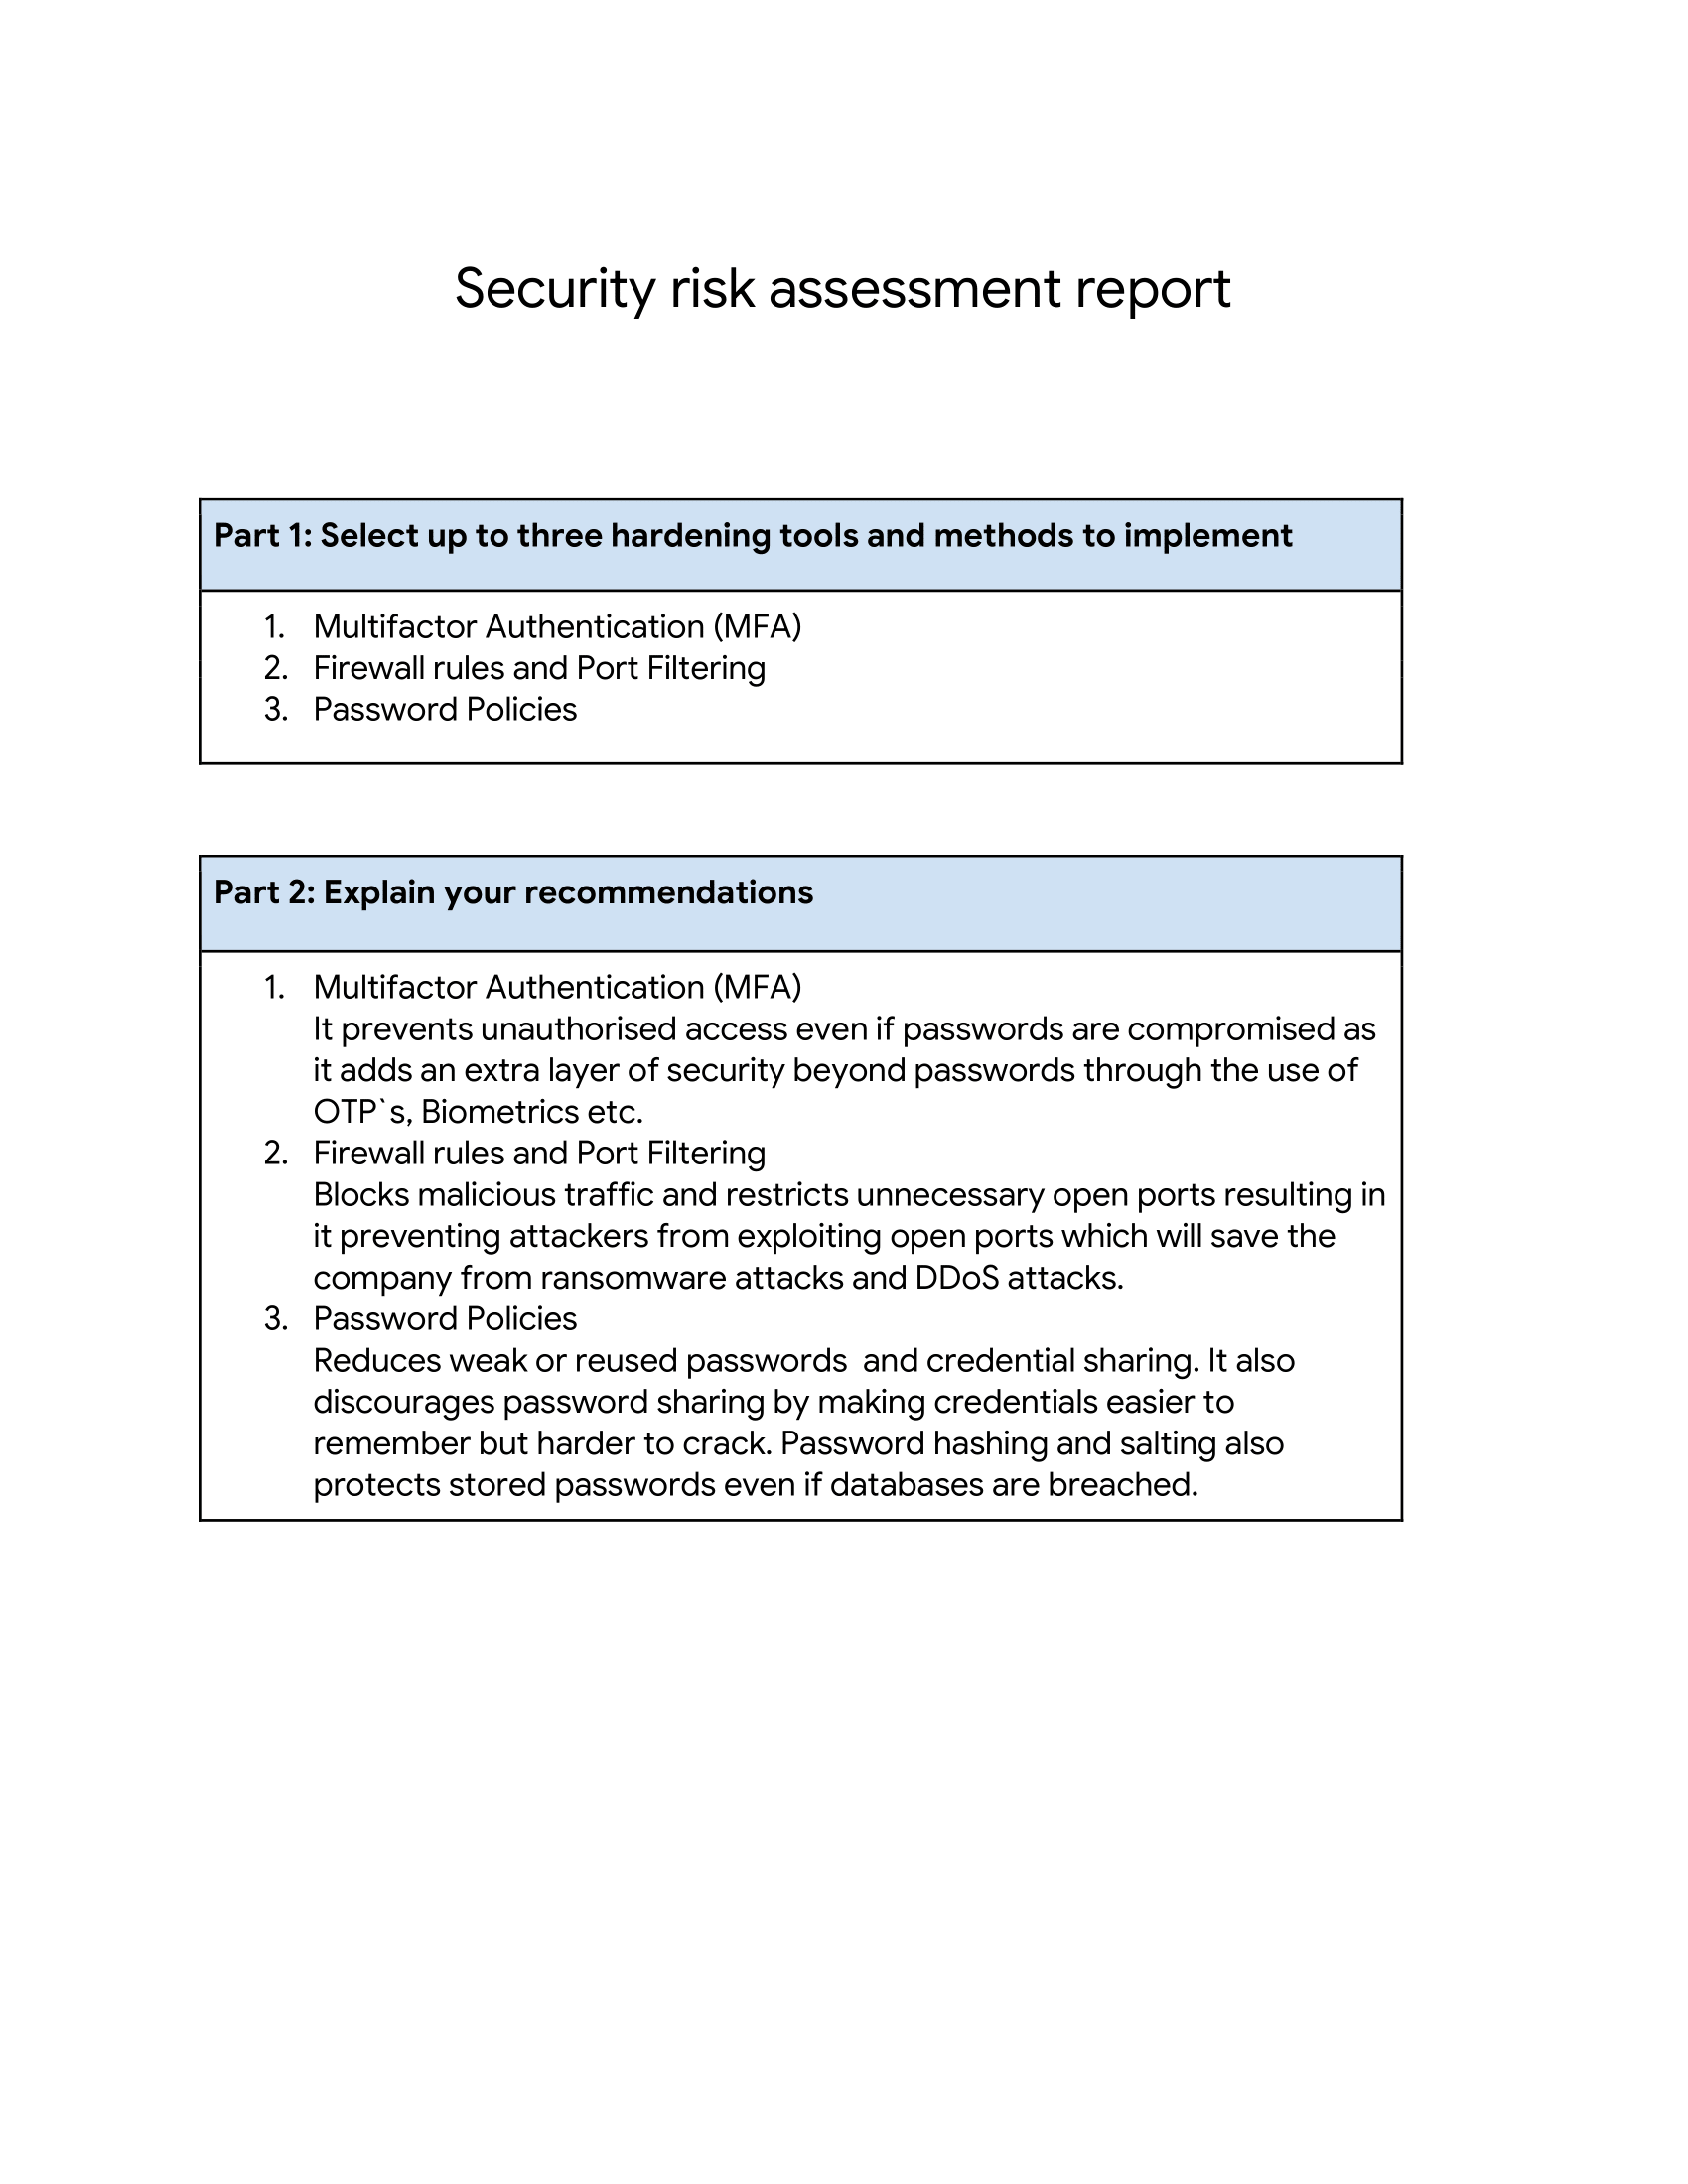 Security risk assessment report
Part 1: Select up to three hardening tools and methods to implement
1. Multifactor Authentication (MFA)
2. Firewall rules and Port Filtering
3. Password Policies
Part 2: Explain your recommendations
1. Multifactor Authentication (MFA)
It prevents unauthorised access even if passwords are compromised as
it adds an extra layer of security beyond passwords through the use of
OTP`s, Biometrics etc.
2. Firewall rules and Port Filtering
Blocks malicious traffic and restricts unnecessary open ports resulting in
it preventing attackers from exploiting open ports which will save the
company from ransomware attacks and DDoS attacks.
3. Password Policies
Reduces weak or reused passwords  and credential sharing. It also
discourages password sharing by making credentials easier to
remember but harder to crack. Password hashing and salting also
protects stored passwords even if databases are breached.